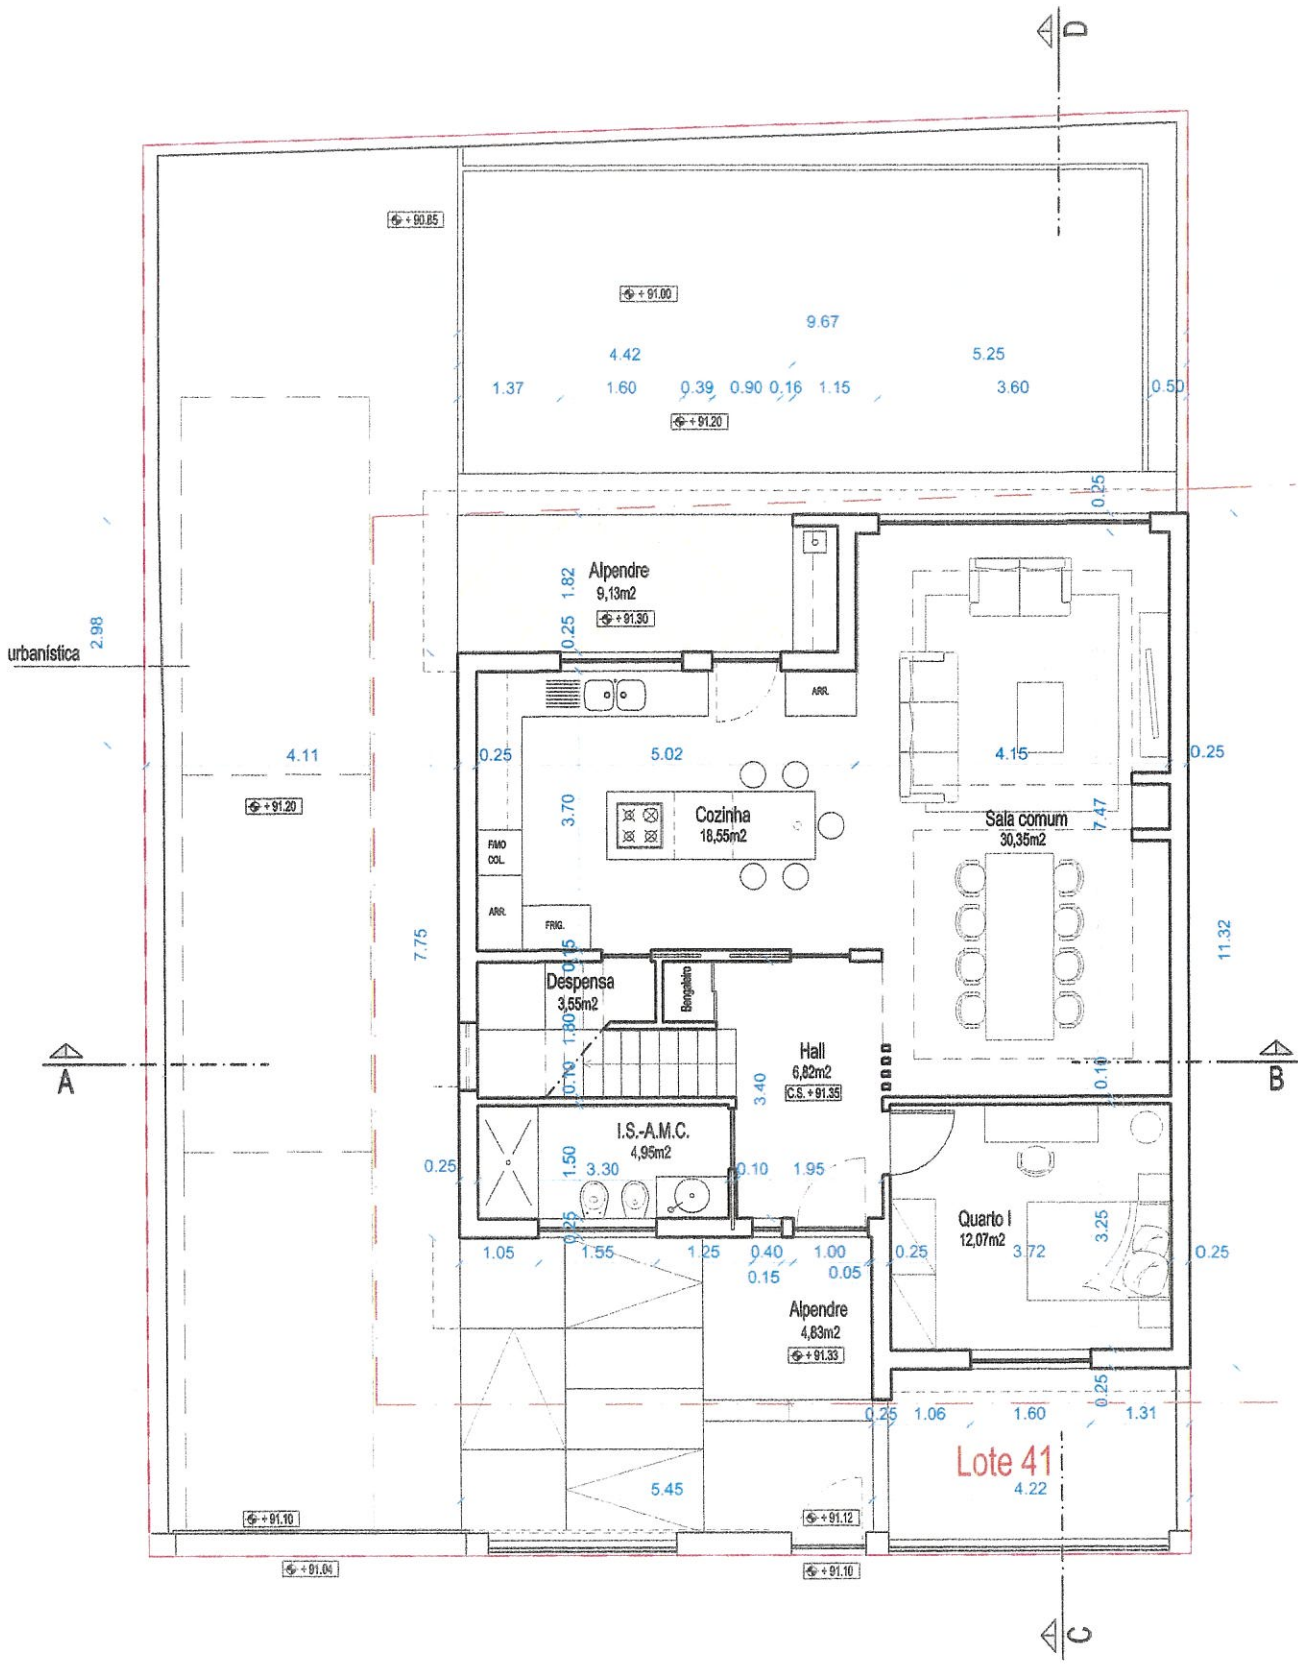 D
+ 90.85
+ 91.00
9.67
4.42
5.25
1.37
1.60
0.39
0.90
0.16
1.15
3.60
0.50
+ 91.20
0.25
Alpendre
9,13m2
+ 91.30
1.82
0.25
2.98
urbanística
ARR.
4.11
0.25
5.02
4.15
0.25
+ 91.20
3.70
Cozinha
18,55m2
Sala comum
30,35m2
7.47
F/MO
COL.
ARR.
FRIG.
7.75
11.32
0.15
Despensa
3,55m2
Bengaleiro
1.80
Hall
6,82m2
C.S. + 91.35
A
B
0.10
3.40
0.10
I.S.-A.M.C.
4,95m2
0.25
1.50
3.30
0.10
1.95
Quarto I
12,07m2
3.25
0.25
1.05
1.55
1.25
0.40
1.00
0.25
3.72
0.25
0.15
0.05
Alpendre
4,83m2
+ 91.33
0.25
0.25
1.06
1.60
1.31
Lote 41
5.45
4.22
+ 91.10
+ 91.12
+ 91.04
+ 91.10
C